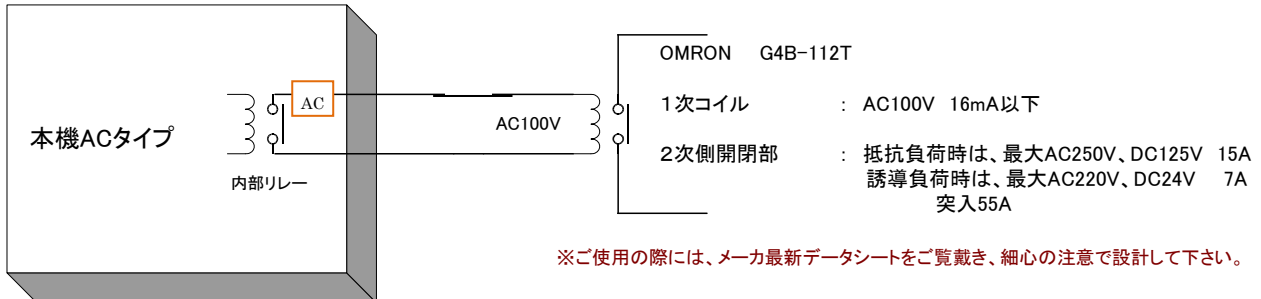 本機ACタイプ
AC
内部リレー
AC100V
OMRON G4B-112T
1次コイル : AC100V 16mA以下
2次側開閉部 : 抵抗負荷時は、最大AC250V、DC125V 15A
誘導負荷時は、最大AC220V、DC24V 7A
突入55A
※ご使用の際には、メーカ最新データシートをご覧戴き、細心の注意で設計して下さい。